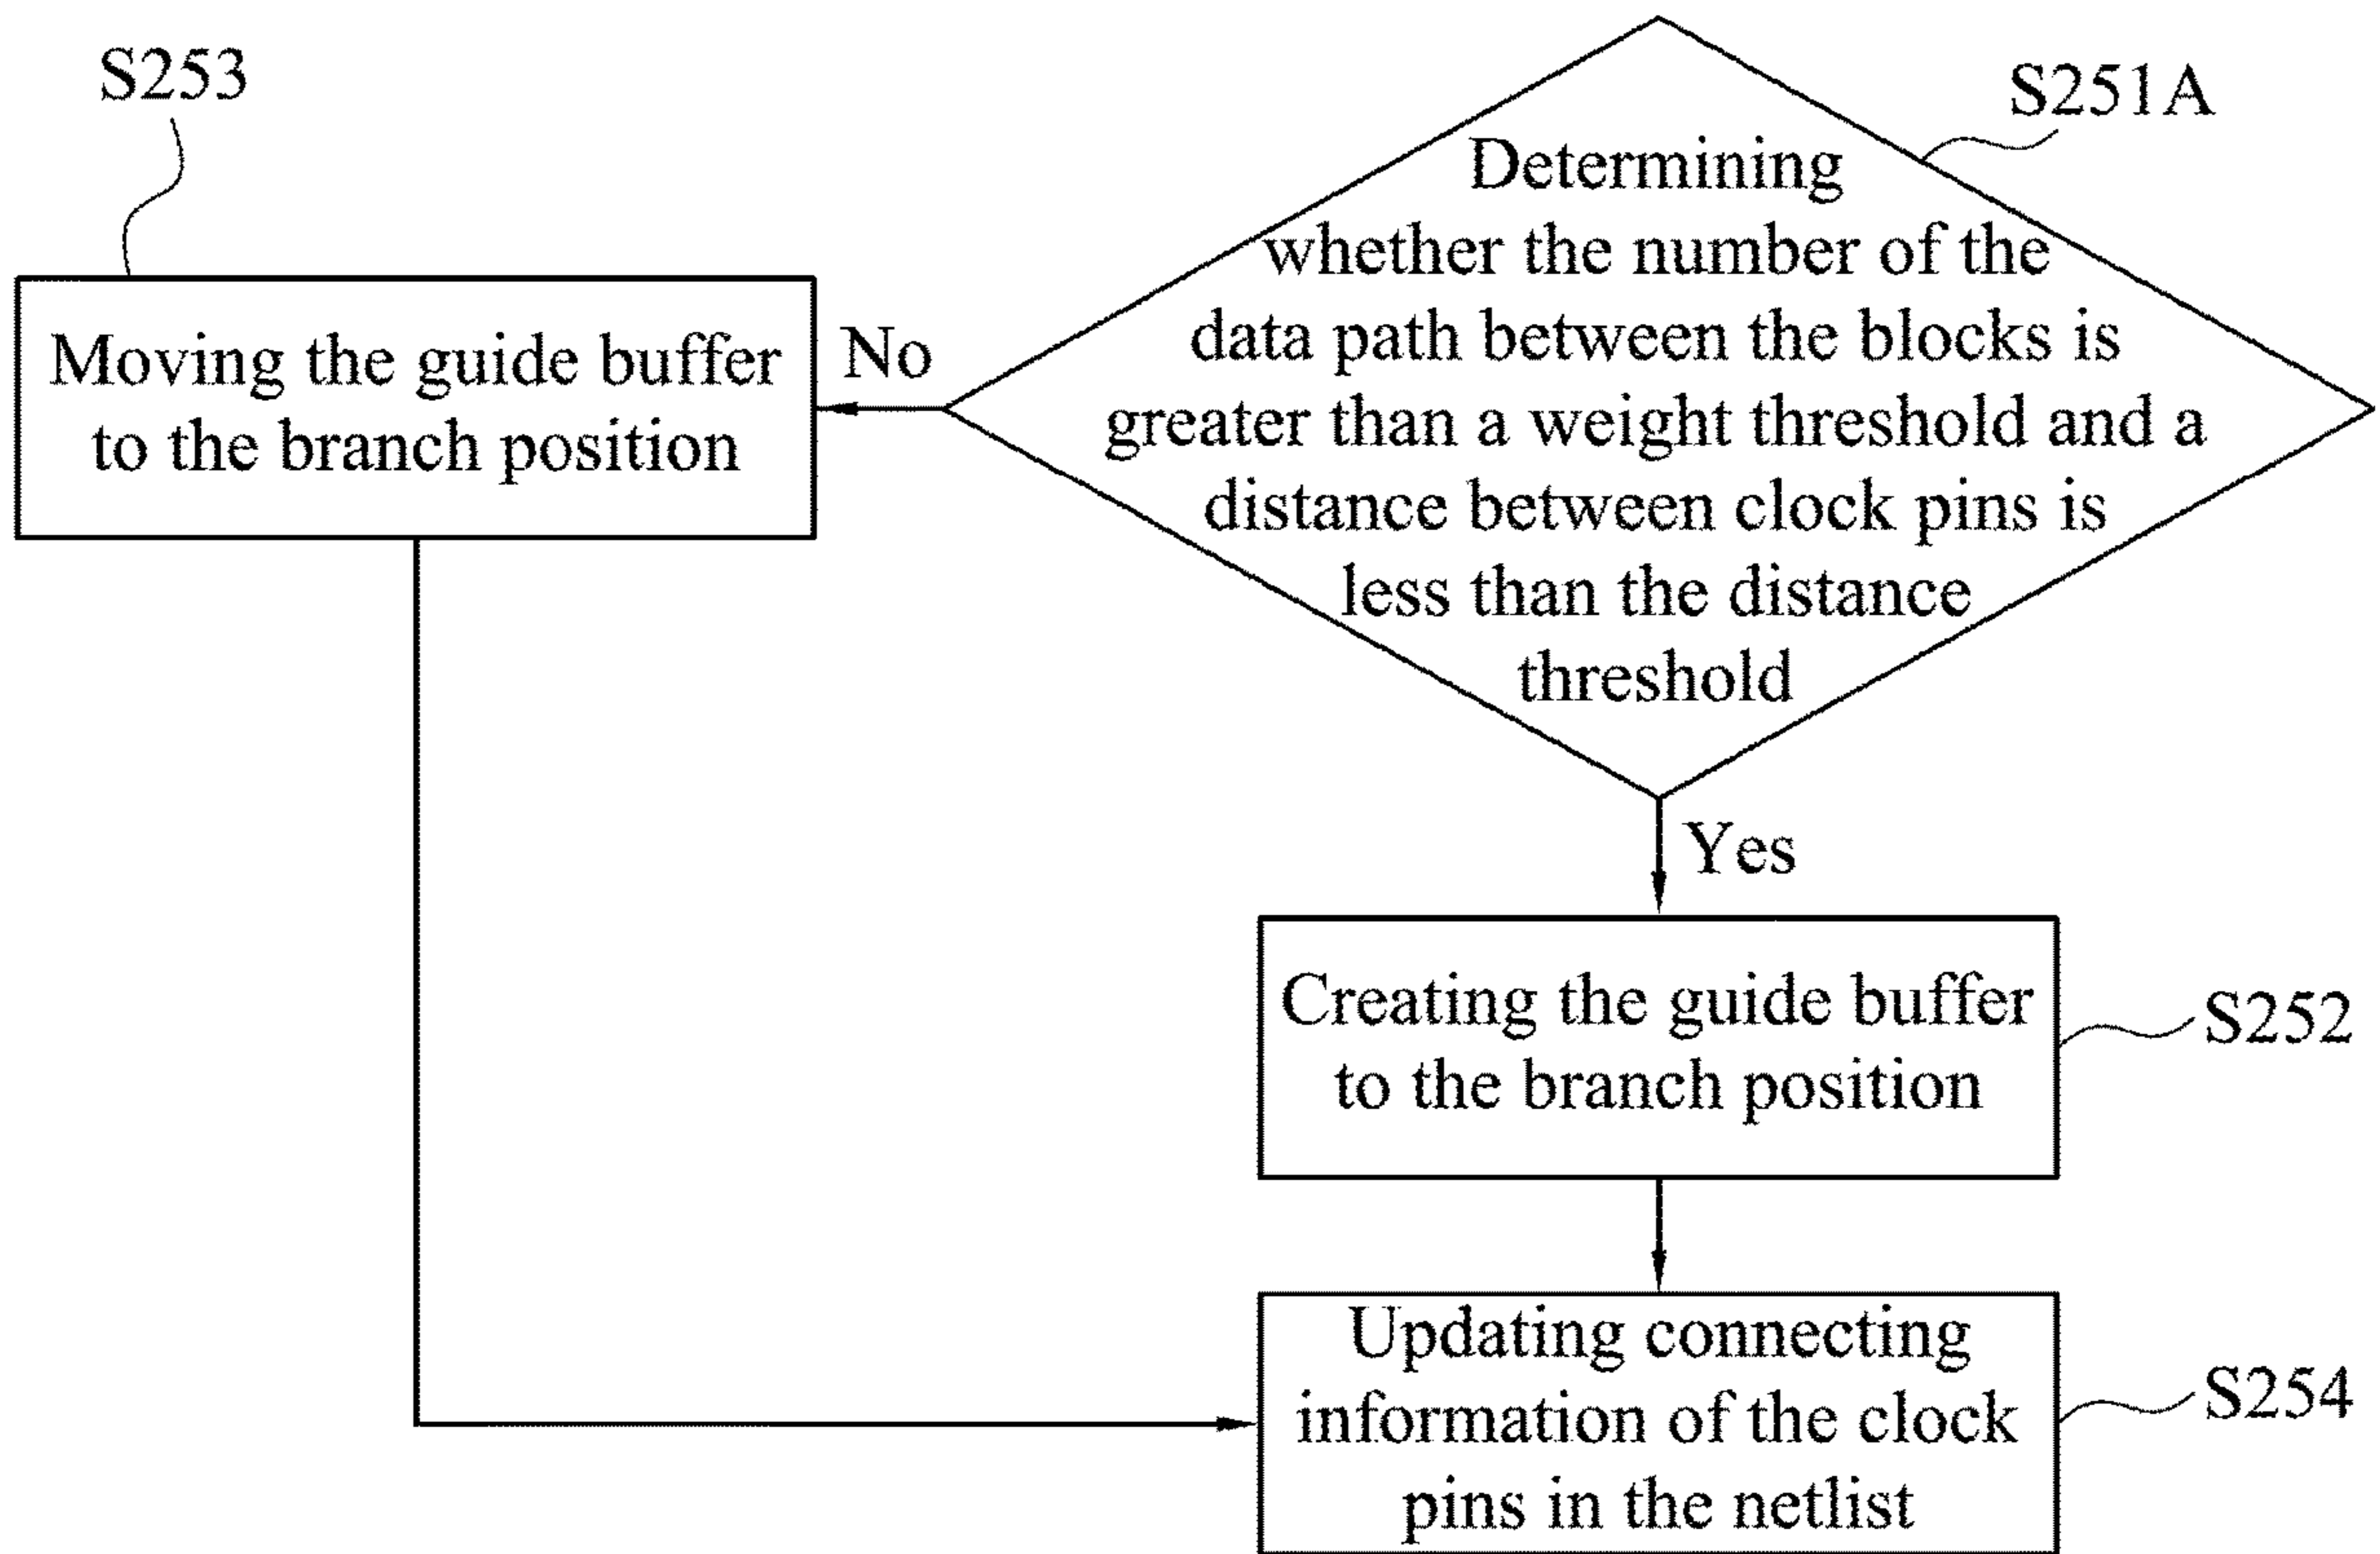 S253
S251A
Determining
whether the number of the
data path between the blocks is
greater than a weight threshold and a
distance between clock pins is
less than the distance
threshold
No
Moving the guide buffer
to the branch position
Yes
Creating the guide buffer
to the branch position
S252
Updating connecting
information of the clock
pins in the netlist
S254